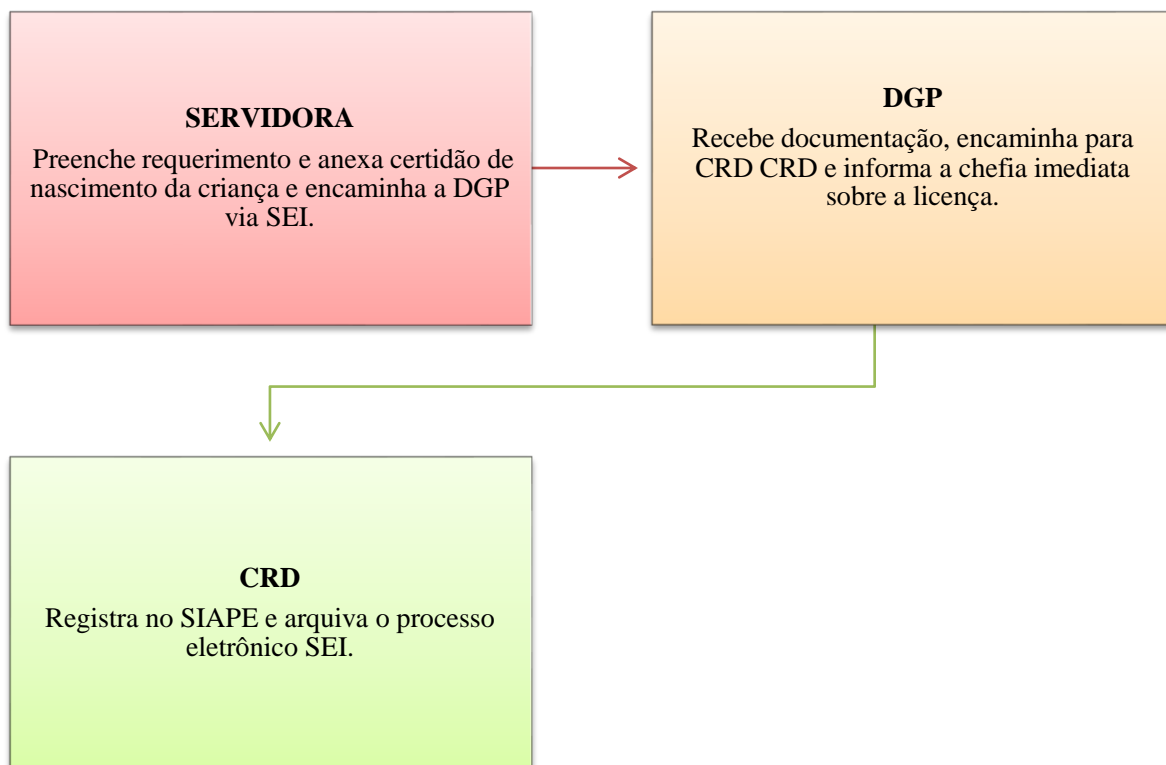 SERVIDORA
Preenche requerimento e anexa certidão de
nascimento da criança e encaminha a DGP
via SEI.
DGP
Recebe documentação, encaminha para
CRD CRD e informa a chefia imediata
sobre a licença.
CRD
Registra no SIAPE e arquiva o processo
eletrônico SEI.